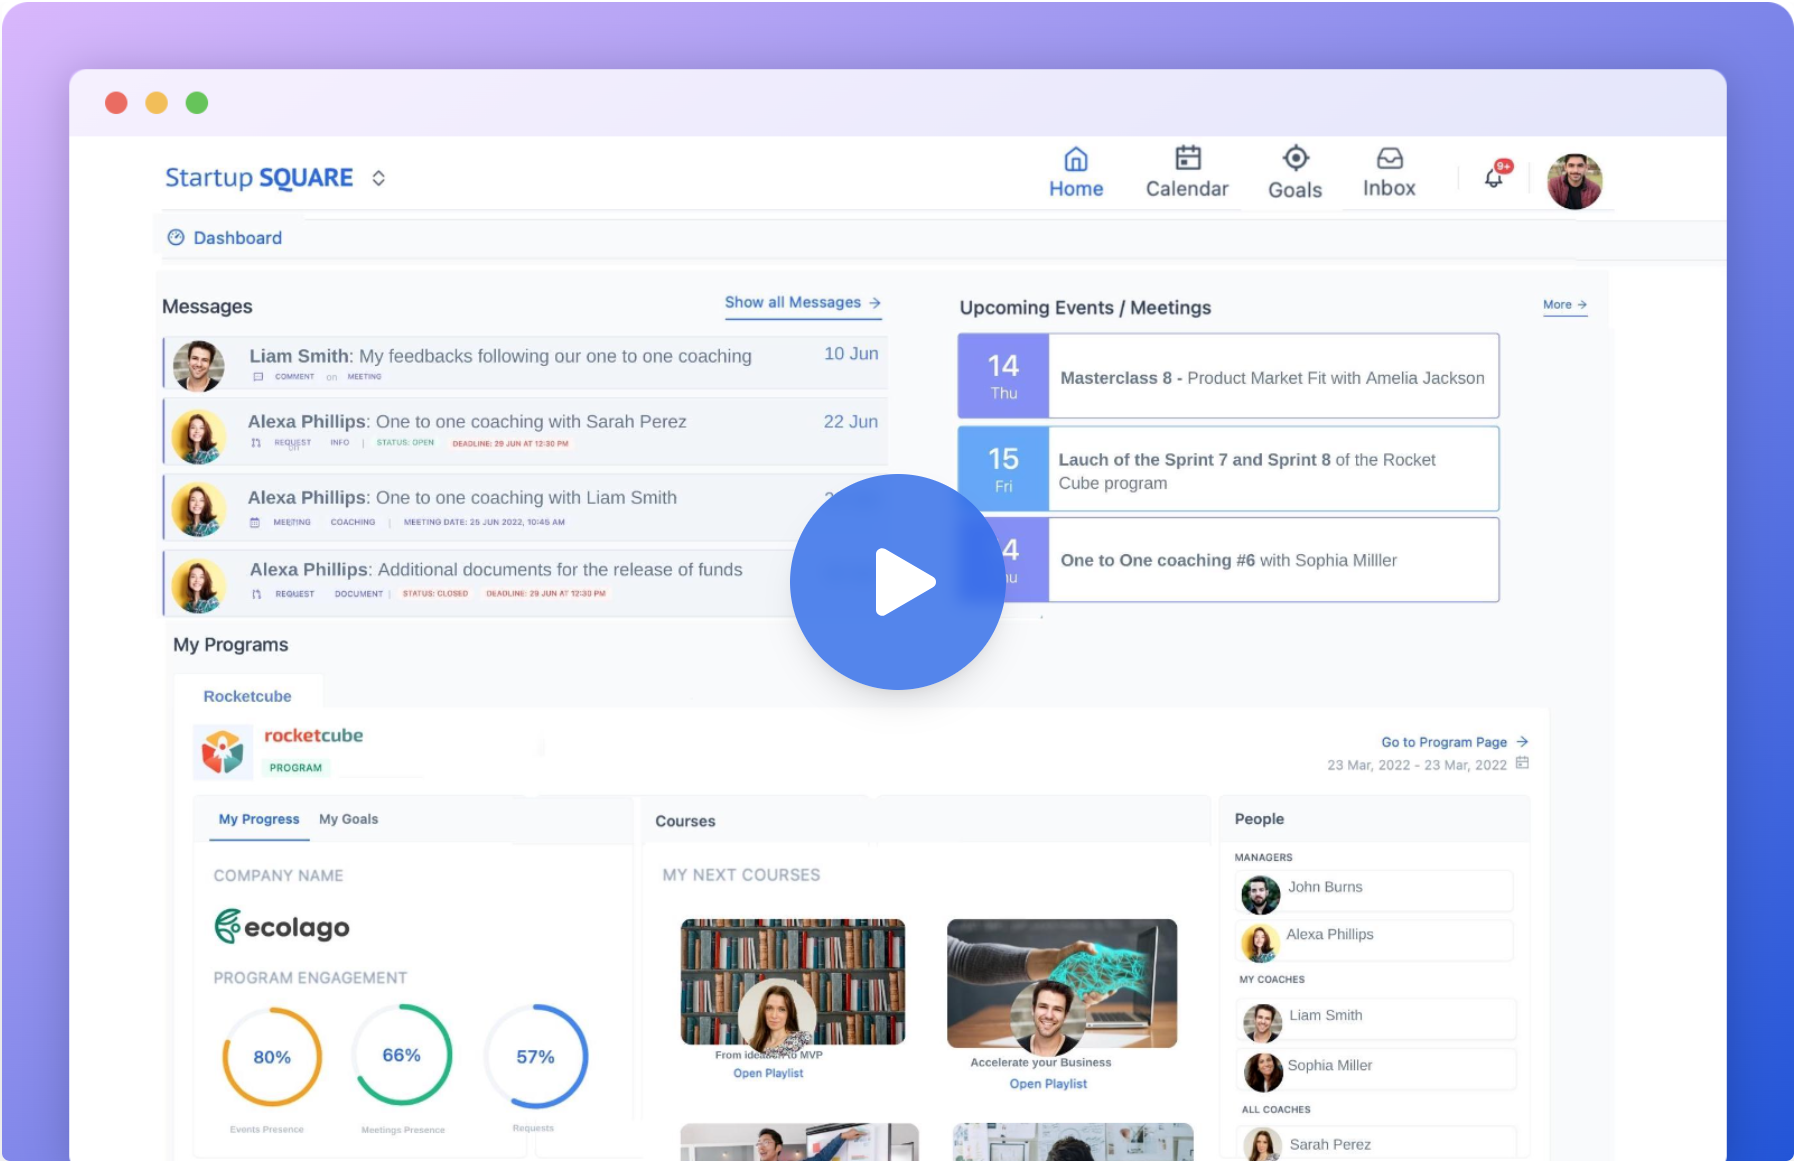 Startup SQUARE
Home
Calendar
Goals
Inbox
9+
Dashboard
Messages
Show all Messages →
Liam Smith: My feedbacks following our one to one coaching
10 Jun
COMMENT on MEETING
Alexa Phillips: One to one coaching with Sarah Perez
22 Jun
REQUEST INFO | STATUS: OPEN DEADLINE: 29 JUN AT 12:30 PM
on
Alexa Phillips: One to one coaching with Liam Smith
MEETING COACHING | MEETING DATE: 25 JUN 2022, 10:45 AM
Alexa Phillips: Additional documents for the release of funds
REQUEST DOCUMENT | STATUS: CLOSED DEADLINE: 29 JUN AT 12:30 PM
Upcoming Events / Meetings
More →
14
Thu
Masterclass 8 - Product Market Fit with Amelia Jackson
15
Fri
Lauch of the Sprint 7 and Sprint 8 of the Rocket
Cube program
4
One to One coaching #6 with Sophia Milller
My Programs
Rocketcube
rocketcube
PROGRAM
Go to Program Page →
23 Mar, 2022 - 23 Mar, 2022
My Progress
My Goals
COMPANY NAME
ecolago
PROGRAM ENGAGEMENT
80%
66%
57%
Events Presence
Meetings Presence
Requests
Courses
MY NEXT COURSES
From to MVP
Open Playlist
Accelerate your Business
Open Playlist
People
MANAGERS
John Burns
Alexa Phillips
MY COACHES
Liam Smith
Sophia Miller
ALL COACHES
Sarah Perez